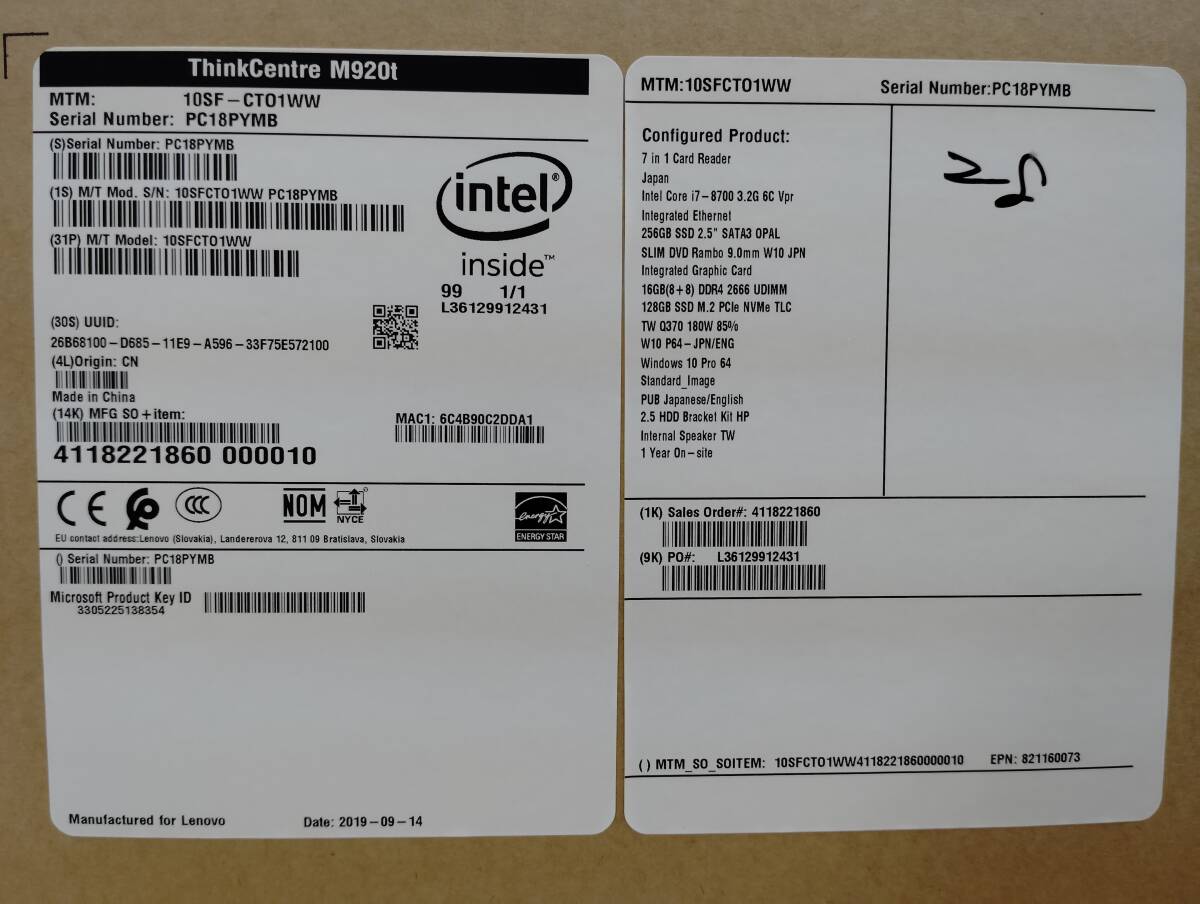 ThinkCentre M920t
MTM: 10SF-CTO1WW
Serial Number: PC18PYMB
(S)Serial Number: PC18PYMB
(1S) M/T Mod. S/N: 10SFCTO1WW PC18PYMB
(31P) M/T Model: 10SFCTO1WW
intel®
inside™
99 1/1
L36129912431
(30S) UUID:
26B68100-D685-11E9-A596-33F75E572100
(4L)Origin: CN
Made in China
(14K) MFG SO+item:
4118221860 000010
MAC1: 6C4B90C2DDA1
CE
CCC
NOM
NYCE
energy
ENERGY STAR
EU contact address:Lenovo (Slovakia), Landererova 12, 811 09 Bratislava, Slovakia
() Serial Number: PC18PYMB
Microsoft Product Key ID
3305225138354
Manufactured for Lenovo Date: 2019-09-14
MTM:10SFCTO1WW Serial Number:PC18PYMB
Configured Product:
7 in 1 Card Reader
Japan
Intel Core i7-8700 3.2G 6C Vpr
Integrated Ethernet
256GB SSD 2.5" SATA3 OPAL
SLIM DVD Rambo 9.0mm W10 JPN
Integrated Graphic Card
16GB(8+8) DDR4 2666 UDIMM
128GB SSD M.2 PCIe NVMe TLC
TW Q370 180W 85%
W10 P64-JPN/ENG
Windows 10 Pro 64
Standard_Image
PUB Japanese/English
2.5 HDD Bracket Kit HP
Internal Speaker TW
1 Year On-site
(1K) Sales Order#: 4118221860
(9K) PO#: L36129912431
() MTM_SO_SOITEM: 10SFCTO1WW4118221860000010 EPN: 821160073